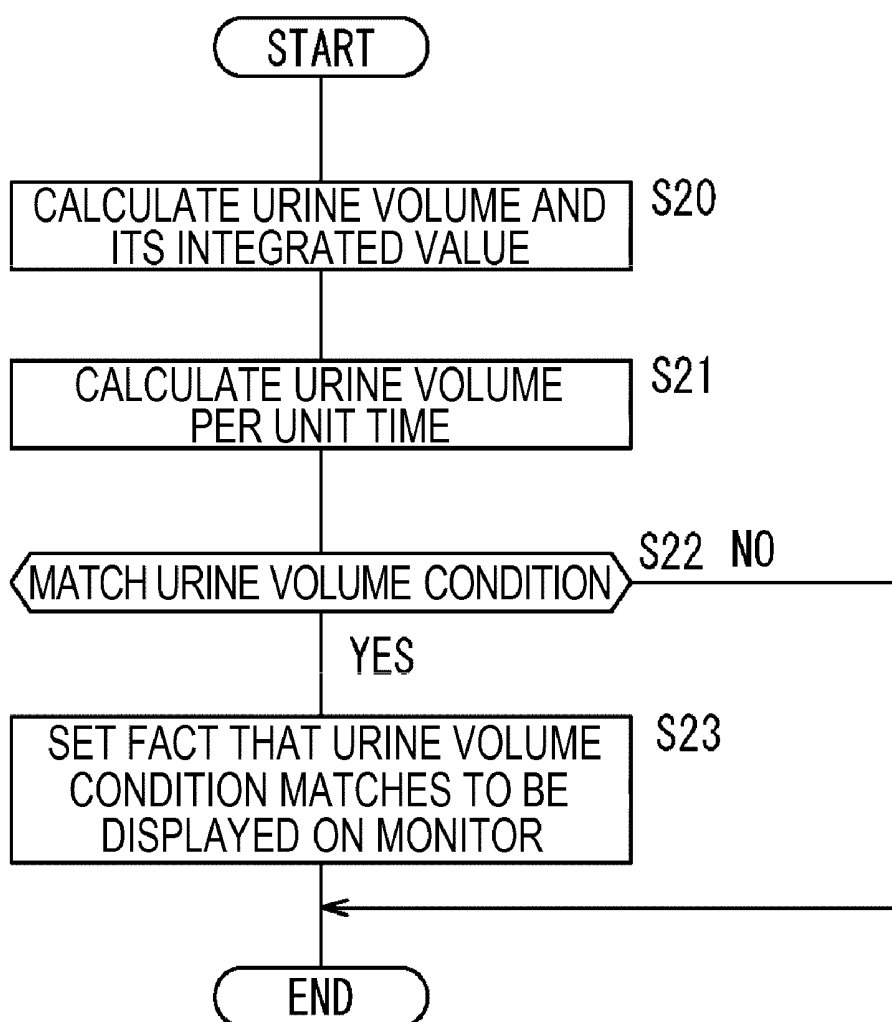 START
CALCULATE URINE VOLUME AND
ITS INTEGRATED VALUE
S20
CALCULATE URINE VOLUME
PER UNIT TIME
S21
MATCH URINE VOLUME CONDITION
S22 NO
YES
SET FACT THAT URINE VOLUME
CONDITION MATCHES TO BE
DISPLAYED ON MONITOR
S23
END